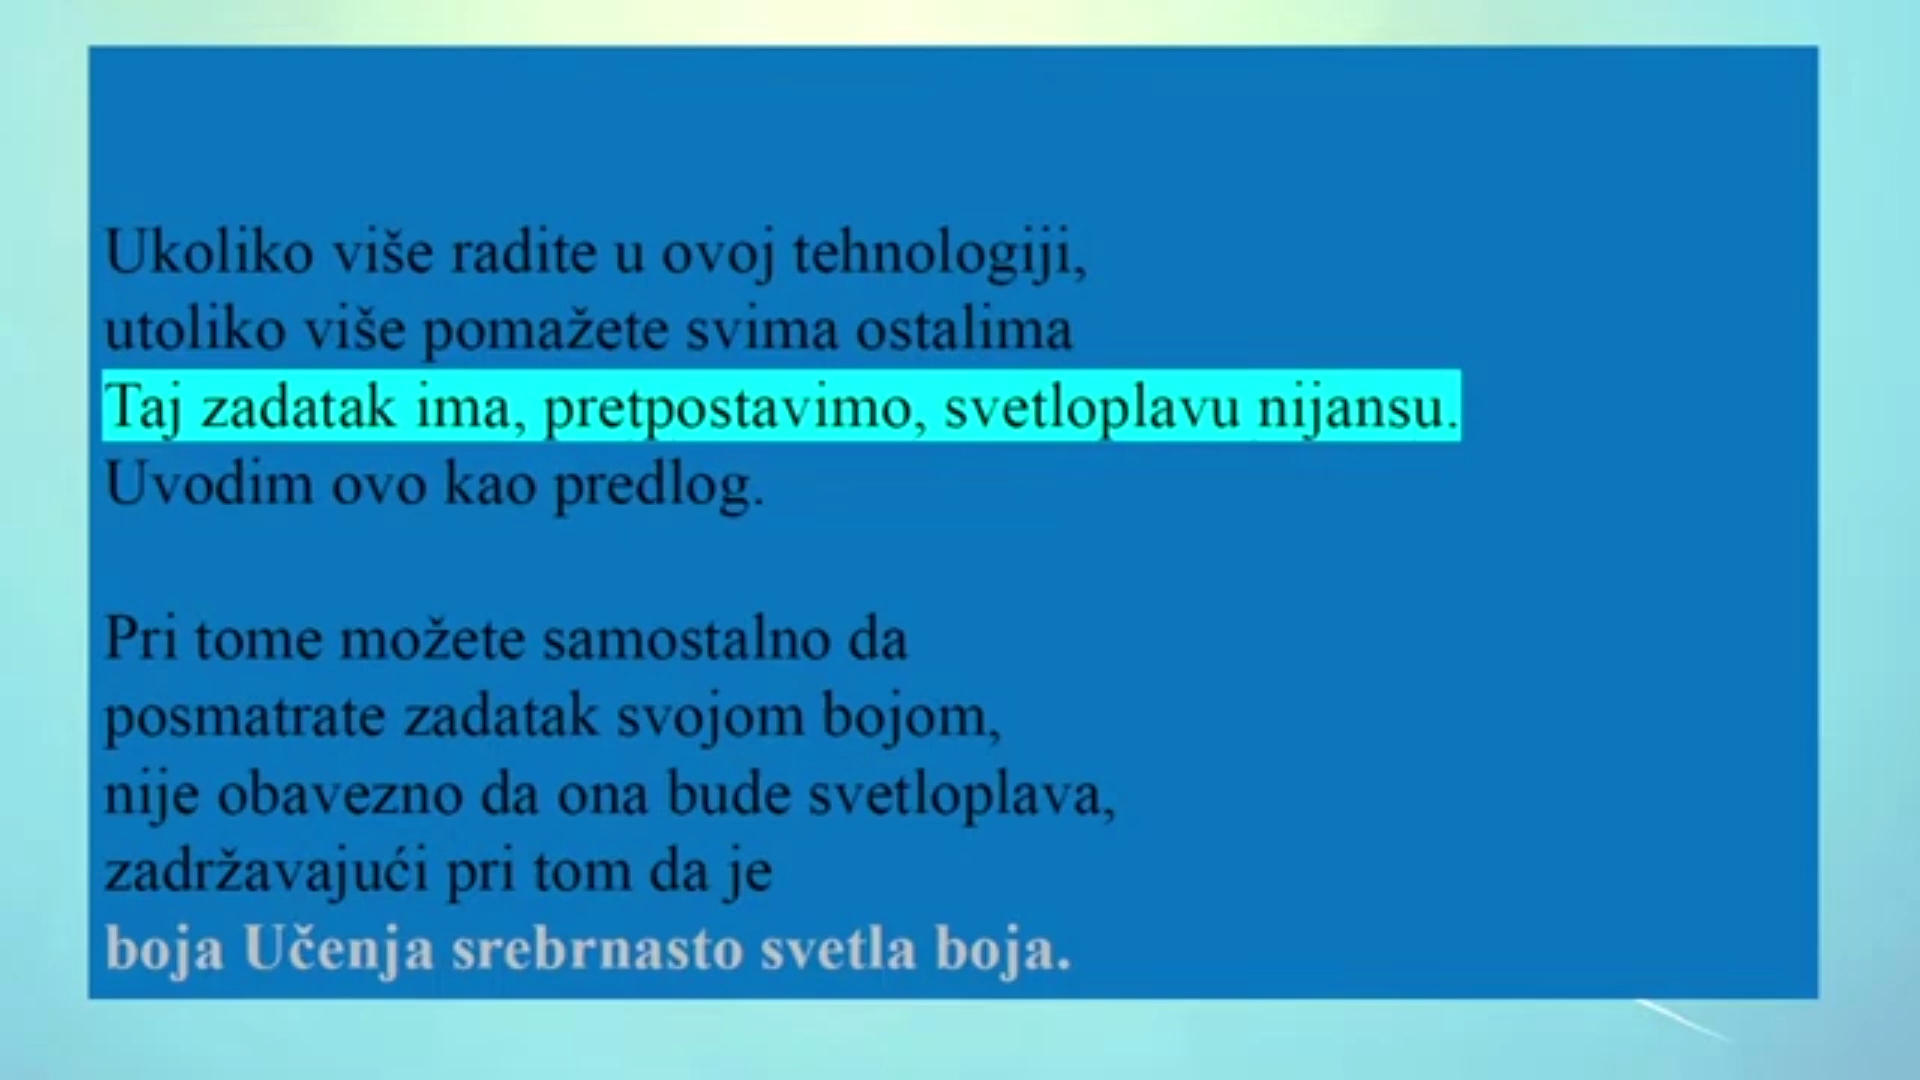 Ukoliko više radite u ovoj tehnologiji,
utoliko više pomažete svima ostalima
Taj zadatak ima, pretpostavimo, svetloplavu nijansu.
Uvodim ovo kao predlog.
Pri tome možete samostalno da
posmatrate zadatak svojom bojom,
nije obavezno da ona bude svetloplava,
zadržavajući pri tom da je
boja Učenja srebrnasto svetla boja.